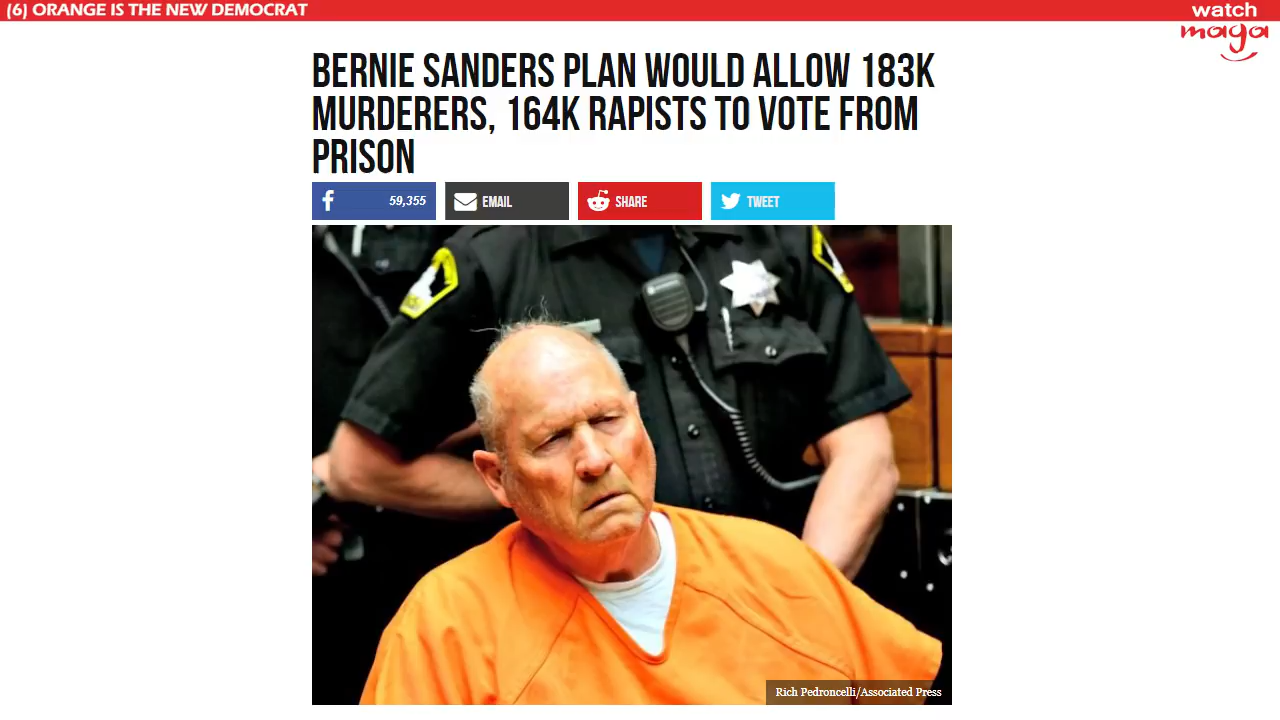 (6) ORANGE IS THE NEW DEMOCRAT
watch
maga
BERNIE SANDERS PLAN WOULD ALLOW 183K
MURDERERS, 164K RAPISTS TO VOTE FROM
PRISON
59,355
EMAIL
SHARE
TWEET
Rich Pedroncelli/Associated Press